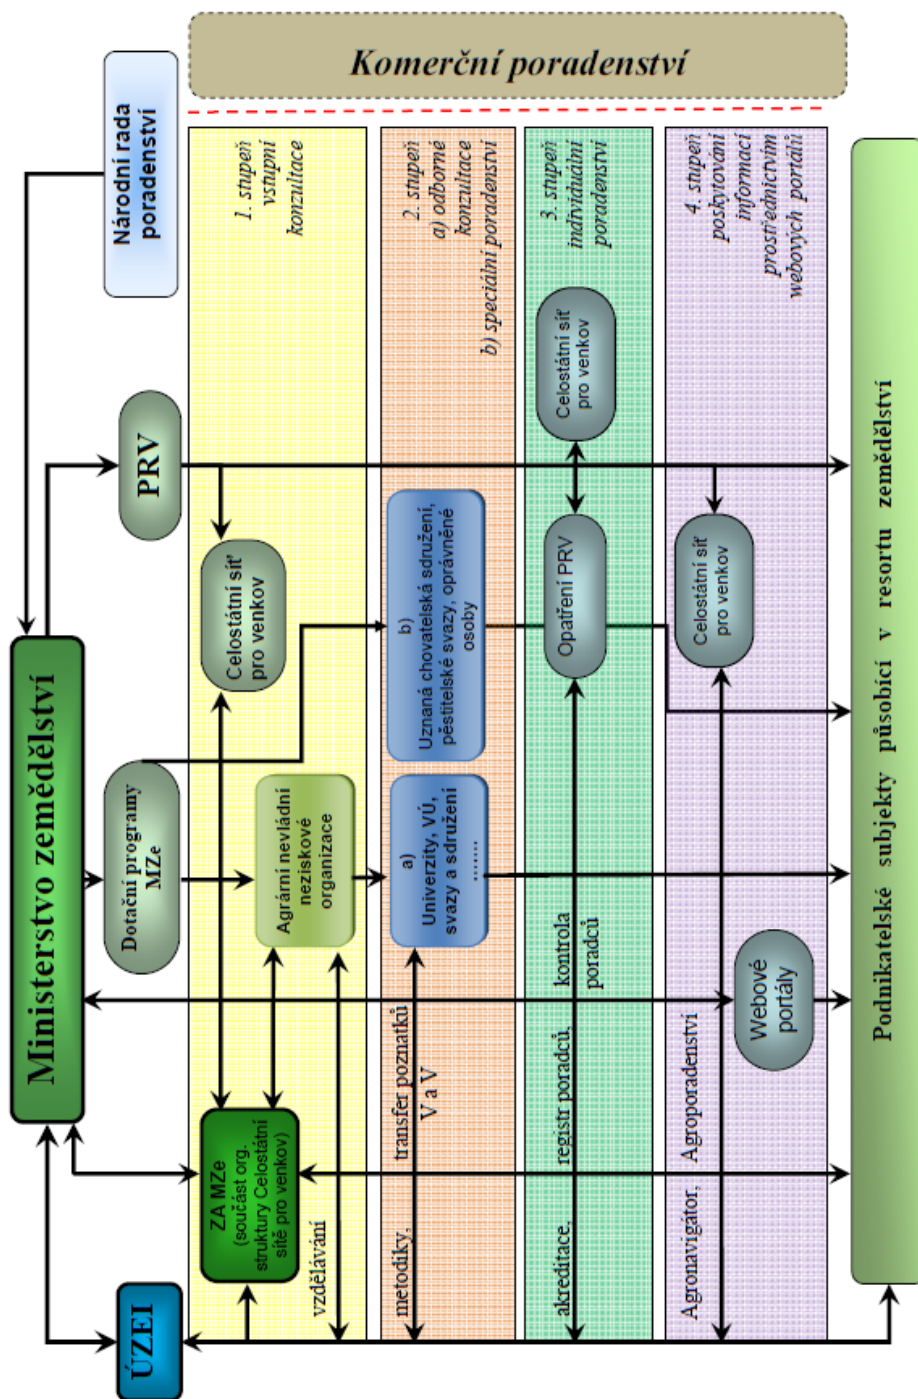 Ministerstvo zemědělství
ÚZEI
Dotační programy
MZe
PRV
Národní rada
poradenství
ZA MZe
(součást org.
struktury Celostátní
sítě pro venkov)
Celostátní síť
pro venkov
1. stupeň
vstupní
konzultace
Agrární nevládní
neziskové
organizace
vzdělávání
metodiky,
transfer poznatků
V a V
a)
Univerzity, VÚ,
svazy a sdružení
.......
b)
Uznaná chovatelská sdružení,
pěstitelské svazy, oprávněné
osoby
2. stupeň
a) odborné
konzultace
b) speciální poradenství
akreditace,
registr poradců,
kontrola
poradců
Opatření PRV
Celostátní síť
pro venkov
3. stupeň
individuální
poradenství
Agronavigátor,
Agroporadenství
Webové
portály
Celostátní síť
pro venkov
4. stupeň
poskytování
informací
prostřednictvím
webových portálů
Podnikatelské subjekty působící v resortu zemědělství
Komerční poradenství